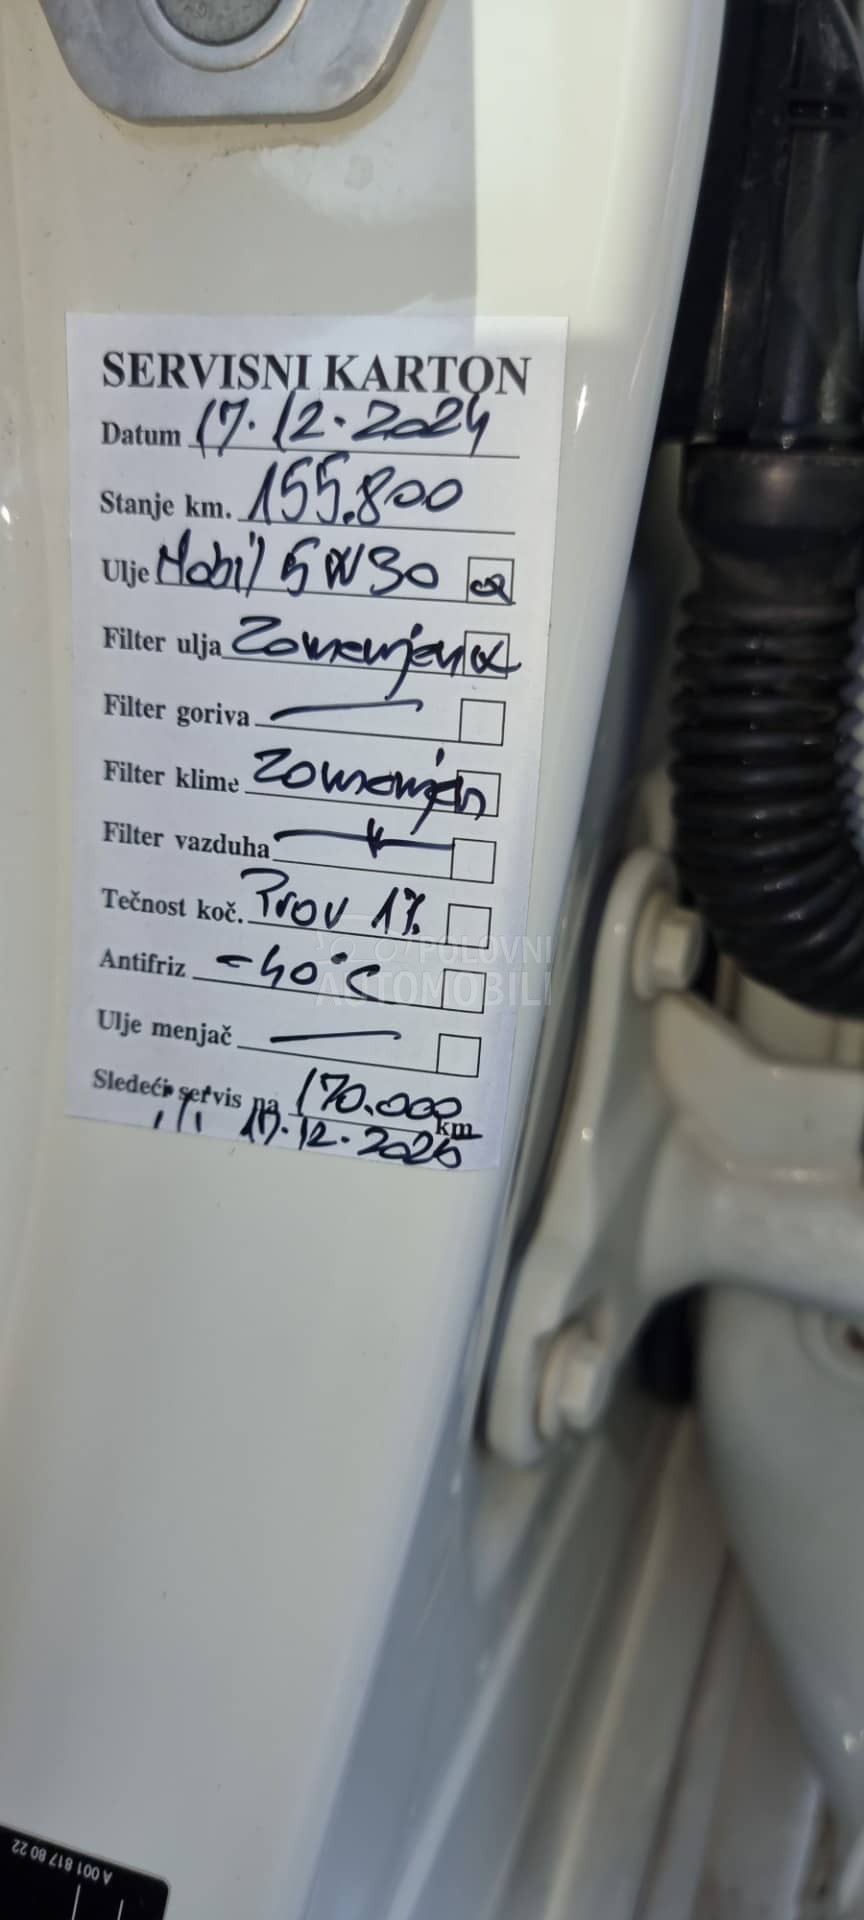 SERVISNI KARTON
Datum 17.12.2024
Stanje km. 155.800
Ulje Mobil 5W30
Filter ulja Zamenjen
Filter goriva —
Filter klime Zamenjen
Filter vazduha
Tečnost koč. Prov 1%
Antifriz -40°C
Ulje menjač —
Sledeći servis na 170.000 km
ili 17.12.2025
POLOVNI
AUTOMOBILI
A 001 817 80 22